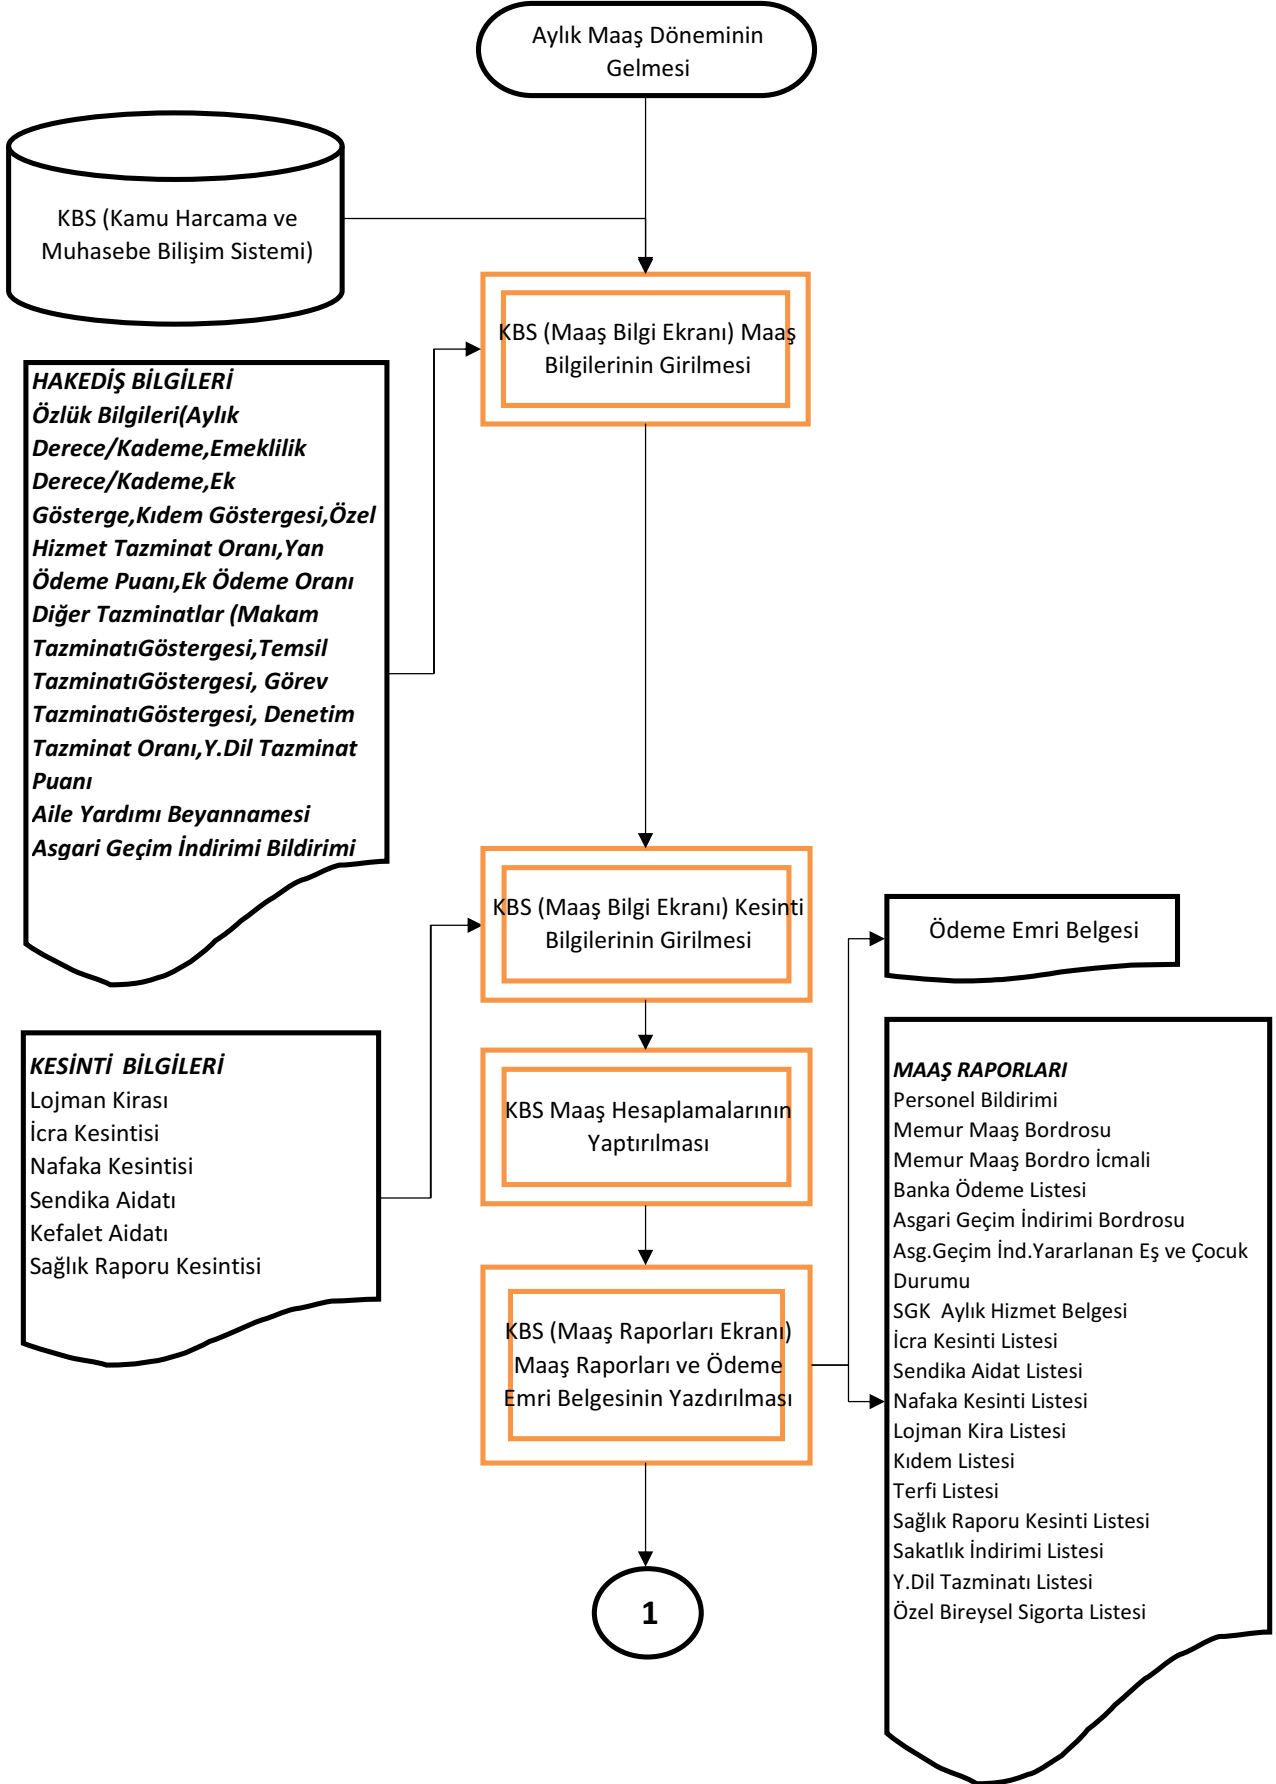 Aylık Maaş Döneminin
Gelmesi
KBS (Kamu Harcama ve
Muhasebe Bilişim Sistemi)
KBS (Maaş Bilgi Ekranı) Maaş
Bilgilerinin Girilmesi
HAKEDİŞ BİLGİLERİ
Özlük Bilgileri(Aylık
Derece/Kademe,Emeklilik
Derece/Kademe,Ek
Gösterge,Kıdem Göstergesi,Özel
Hizmet Tazminat Oranı,Yan
Ödeme Puanı,Ek Ödeme Oranı
Diğer Tazminatlar (Makam
TazminatıGöstergesi,Temsil
TazminatıGöstergesi, Görev
TazminatıGöstergesi, Denetim
Tazminat Oranı,Y.Dil Tazminat
Puanı
Aile Yardımı Beyannamesi
Asgari Geçim İndirimi Bildirimi
KBS (Maaş Bilgi Ekranı) Kesinti
Bilgilerinin Girilmesi
Ödeme Emri Belgesi
KESİNTİ  BİLGİLERİ
Lojman Kirası
İcra Kesintisi
Nafaka Kesintisi
Sendika Aidatı
Kefalet Aidatı
Sağlık Raporu Kesintisi
KBS Maaş Hesaplamalarının
Yaptırılması
KBS (Maaş Raporları Ekranı)
Maaş Raporları ve Ödeme
Emri Belgesinin Yazdırılması
MAAŞ RAPORLARI
Personel Bildirimi
Memur Maaş Bordrosu
Memur Maaş Bordro İcmali
Banka Ödeme Listesi
Asgari Geçim İndirimi Bordrosu
Asg.Geçim İnd.Yararlanan Eş ve Çocuk
Durumu
SGK  Aylık Hizmet Belgesi
İcra Kesinti Listesi
Sendika Aidat Listesi
Nafaka Kesinti Listesi
Lojman Kira Listesi
Kıdem Listesi
Terfi Listesi
Sağlık Raporu Kesinti Listesi
Sakatlık İndirimi Listesi
Y.Dil Tazminatı Listesi
Özel Bireysel Sigorta Listesi
1